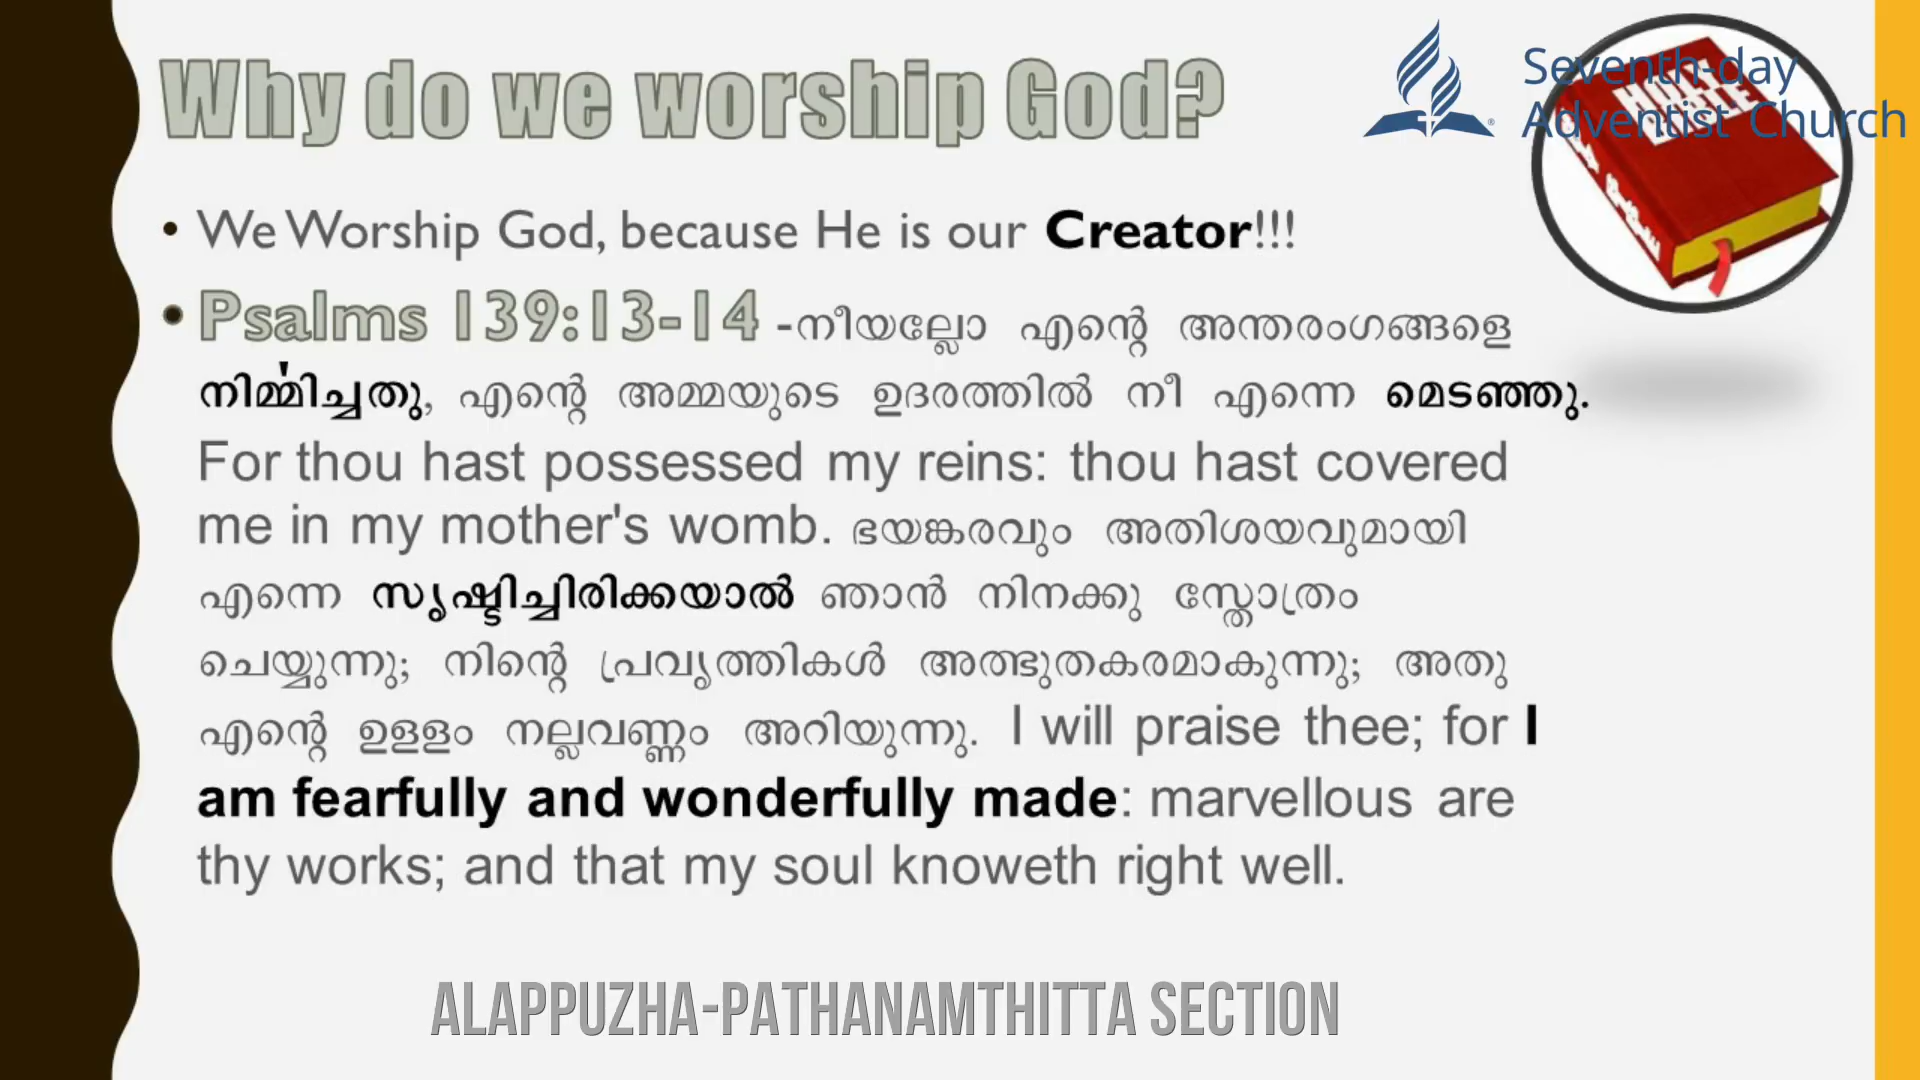 Why do we worship God?
Seventh-day
Adventist Church
HOLY
BIBLE
• We Worship God, because He is our Creator!!!
• Psalms 139:13-14 -നീയല്ലോ എന്റെ അന്തരംഗങ്ങളെ
നിൎമ്മിച്ചതു, എന്റെ അമ്മയുടെ ഉദരത്തിൽ നീ എന്നെ മെടഞ്ഞു.
For thou hast possessed my reins: thou hast covered
me in my mother's womb. ഭയങ്കരവും അതിശയവുമായി
എന്നെ സൃഷ്ടിച്ചിരിക്കയാൽ ഞാൻ നിനക്കു സ്തോത്രം
ചെയ്യുന്നു; നിന്റെ പ്രവൃത്തികൾ അത്ഭുതകരമാകുന്നു; അതു
എന്റെ ഉളളം നല്ലവണ്ണം അറിയുന്നു. I will praise thee; for I
am fearfully and wonderfully made: marvellous are
thy works; and that my soul knoweth right well.
ALAPPUZHA-PATHANAMTHITTA SECTION